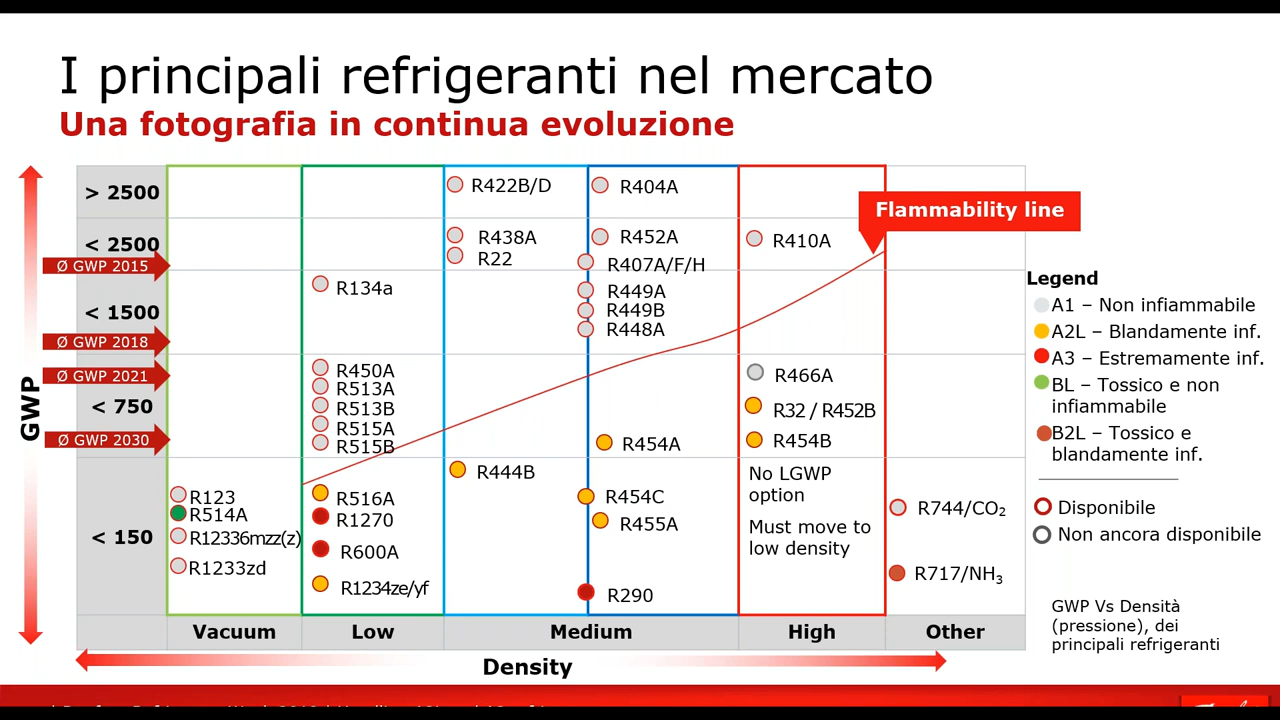 I principali refrigeranti nel mercato
Una fotografia in continua evoluzione
> 2500
R422B/D
R404A
Flammability line
< 2500
R438A
R452A
R410A
R22
Ø GWP 2015
R407A/F/H
Legend
R134a
R449A
A1 – Non infiammabile
< 1500
R449B
R448A
A2L – Blandamente inf.
Ø GWP 2018
A3 – Estremamente inf.
Ø GWP 2021
R450A
R466A
R513A
BL – Tossico e non
infiammabile
GWP
< 750
R513B
R32 / R452B
R515A
B2L – Tossico e
blandamente inf.
Ø GWP 2030
R515B
R454A
R454B
R444B
No LGWP
option
R123
R516A
R454C
R744/CO₂
Disponibile
R514A
R1270
R455A
Must move to
low density
Non ancora disponibile
< 150
R12336mzz(z)
R600A
R1233zd
R1234ze/yf
R290
R717/NH₃
GWP Vs Densità
(pressione), dei
principali refrigeranti
Vacuum
Low
Medium
High
Other
Density